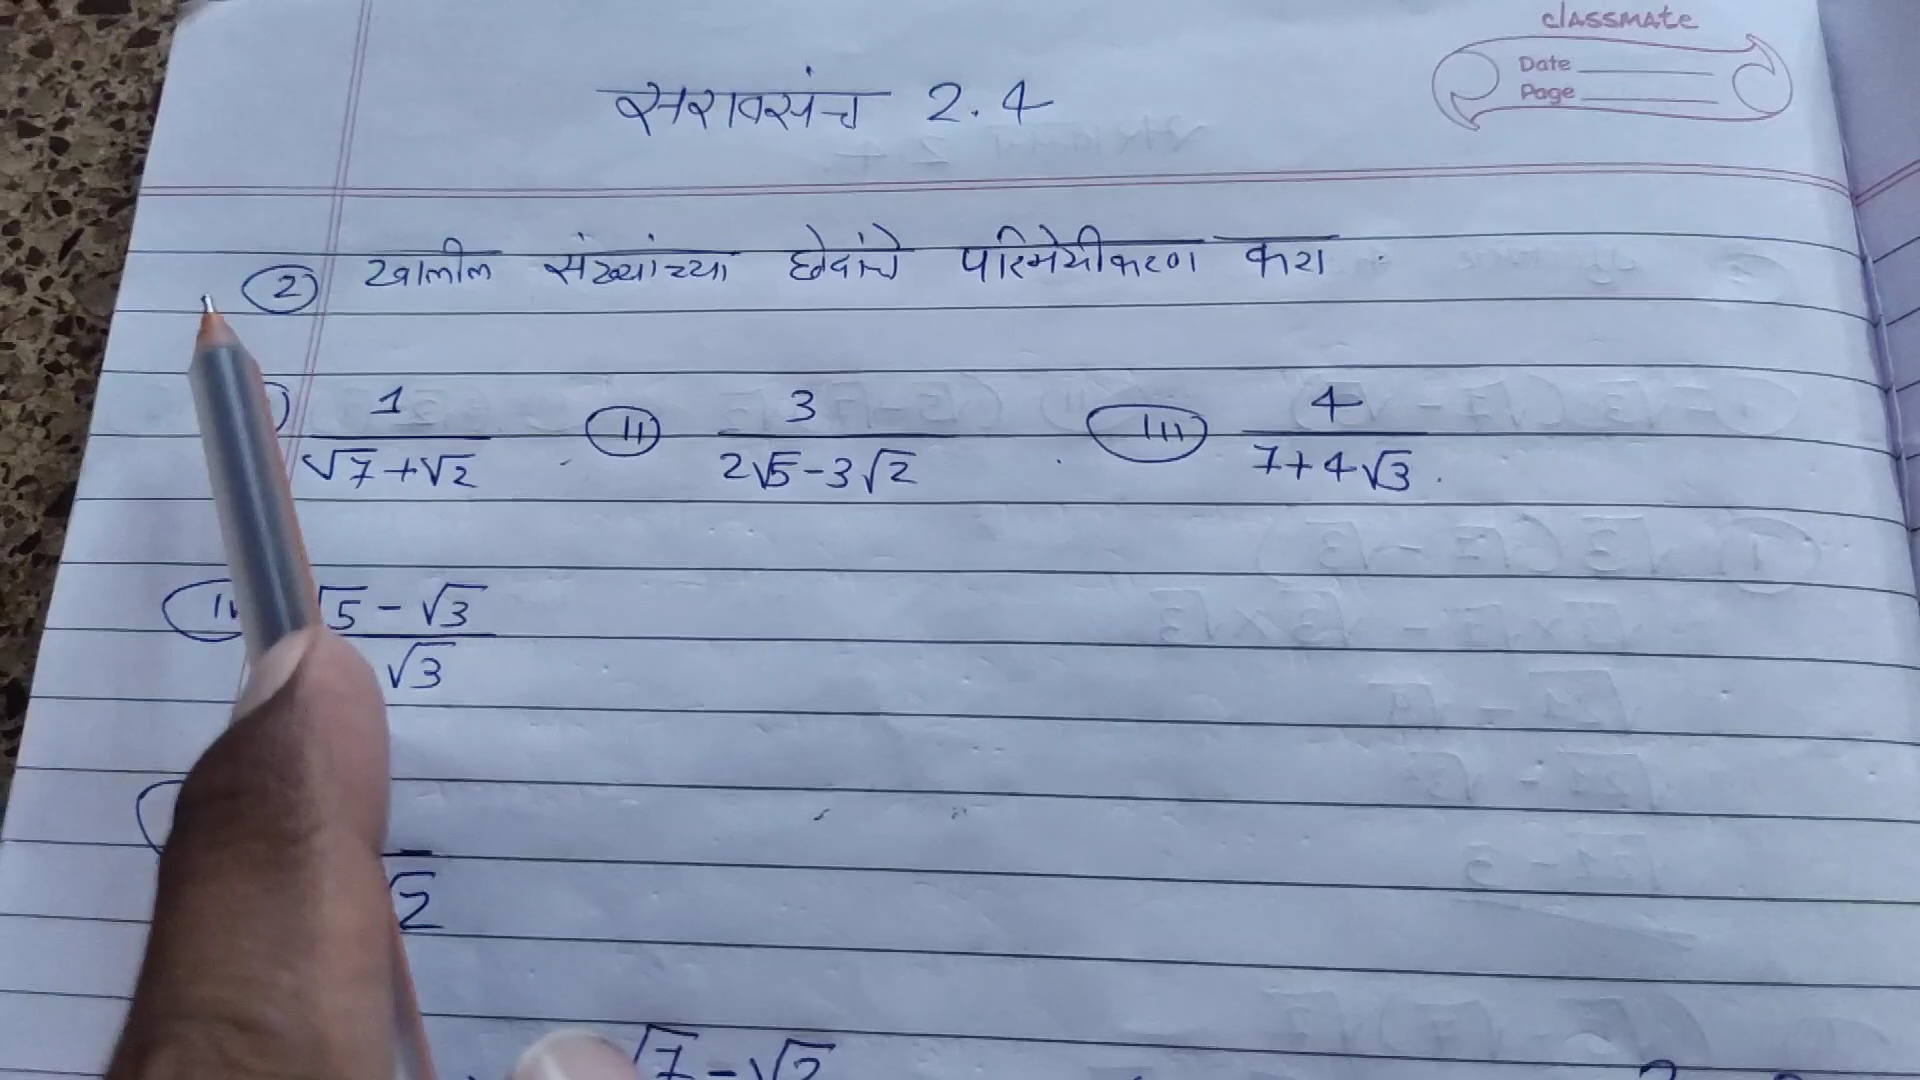 classmate
Date
Page
सरावसंच 2.4
② खालील संख्यांच्या छेदांचे परिमेयीकरण करा
1 ⓘⓘ 3 ⓘⓘⓘ 4
√7+√2 2√5-3√2 7+4√3
√5-√3
√3
√2
√7-√2